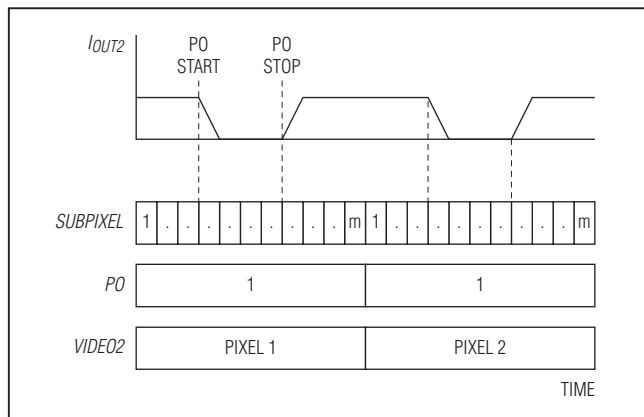 IOUT2
PO
START
PO
STOP
SUBPIXEL 1 . . . . . . . . . m 1 . . . . . . . . . m
PO 1 1
VIDEO2 PIXEL 1 PIXEL 2
TIME